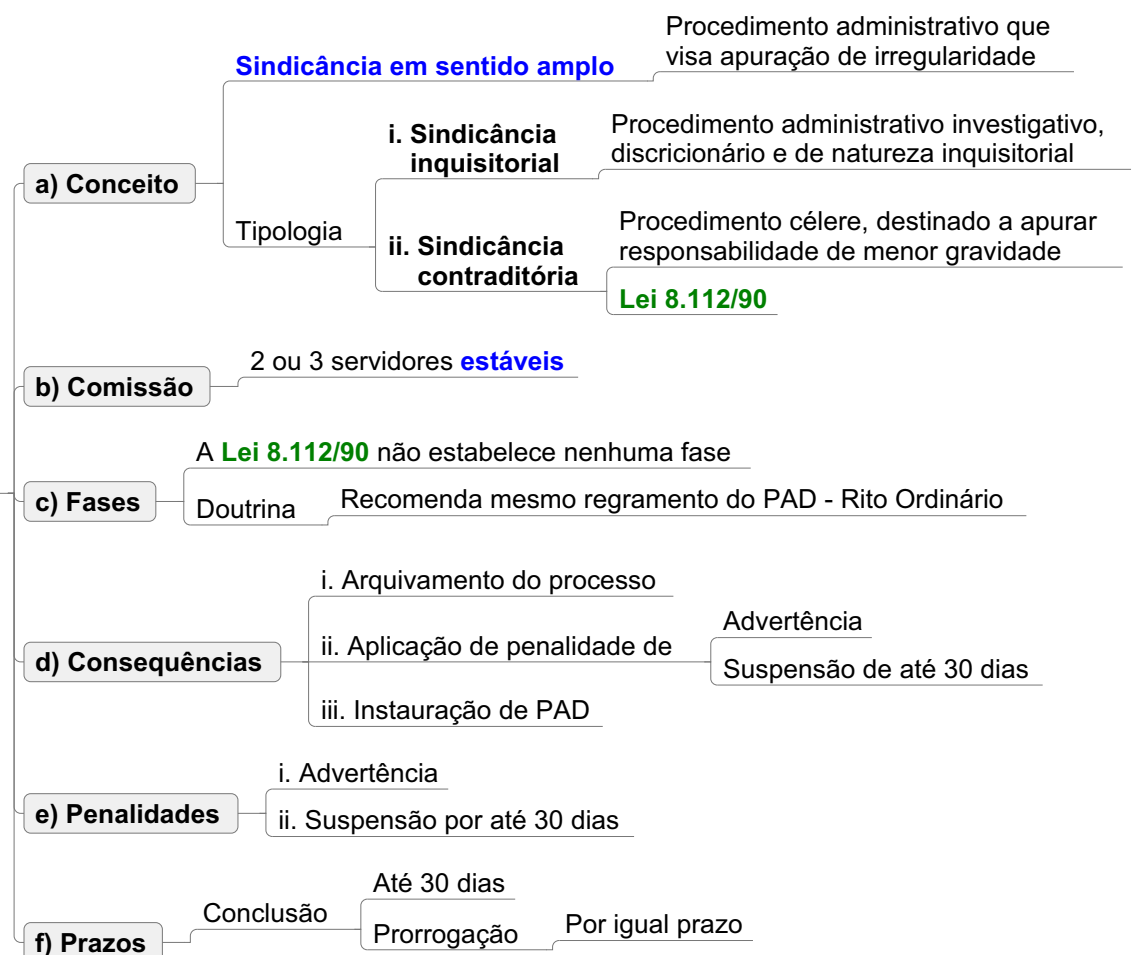 a) Conceito
Sindicância em sentido amplo
Procedimento administrativo que
visa apuração de irregularidade
Tipologia
i. Sindicância
inquisitorial
Procedimento administrativo investigativo,
discricionário e de natureza inquisitorial
ii. Sindicância
contraditória
Procedimento célere, destinado a apurar
responsabilidade de menor gravidade
Lei 8.112/90
b) Comissão
2 ou 3 servidores estáveis
c) Fases
A Lei 8.112/90 não estabelece nenhuma fase
Doutrina
Recomenda mesmo regramento do PAD - Rito Ordinário
d) Consequências
i. Arquivamento do processo
ii. Aplicação de penalidade de
Advertência
Suspensão de até 30 dias
iii. Instauração de PAD
e) Penalidades
i. Advertência
ii. Suspensão por até 30 dias
f) Prazos
Conclusão
Até 30 dias
Prorrogação
Por igual prazo